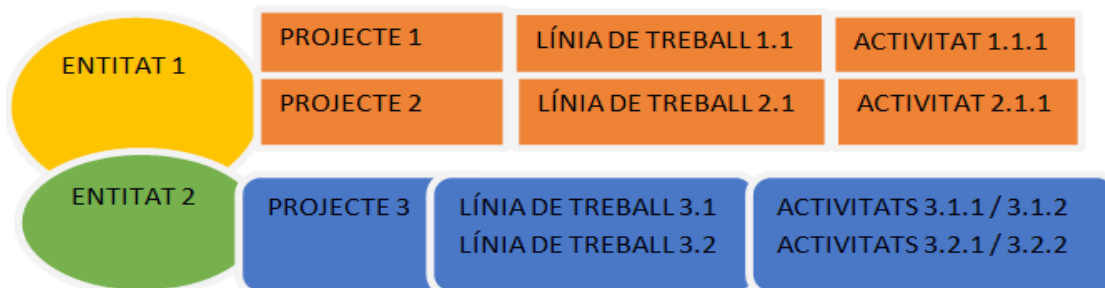 ENTITAT 1
PROJECTE 1
LÍNIA DE TREBALL 1.1
ACTIVITAT 1.1.1
PROJECTE 2
LÍNIA DE TREBALL 2.1
ACTIVITAT 2.1.1
ENTITAT 2
PROJECTE 3
LÍNIA DE TREBALL 3.1
LÍNIA DE TREBALL 3.2
ACTIVITATS 3.1.1 / 3.1.2
ACTIVITATS 3.2.1 / 3.2.2